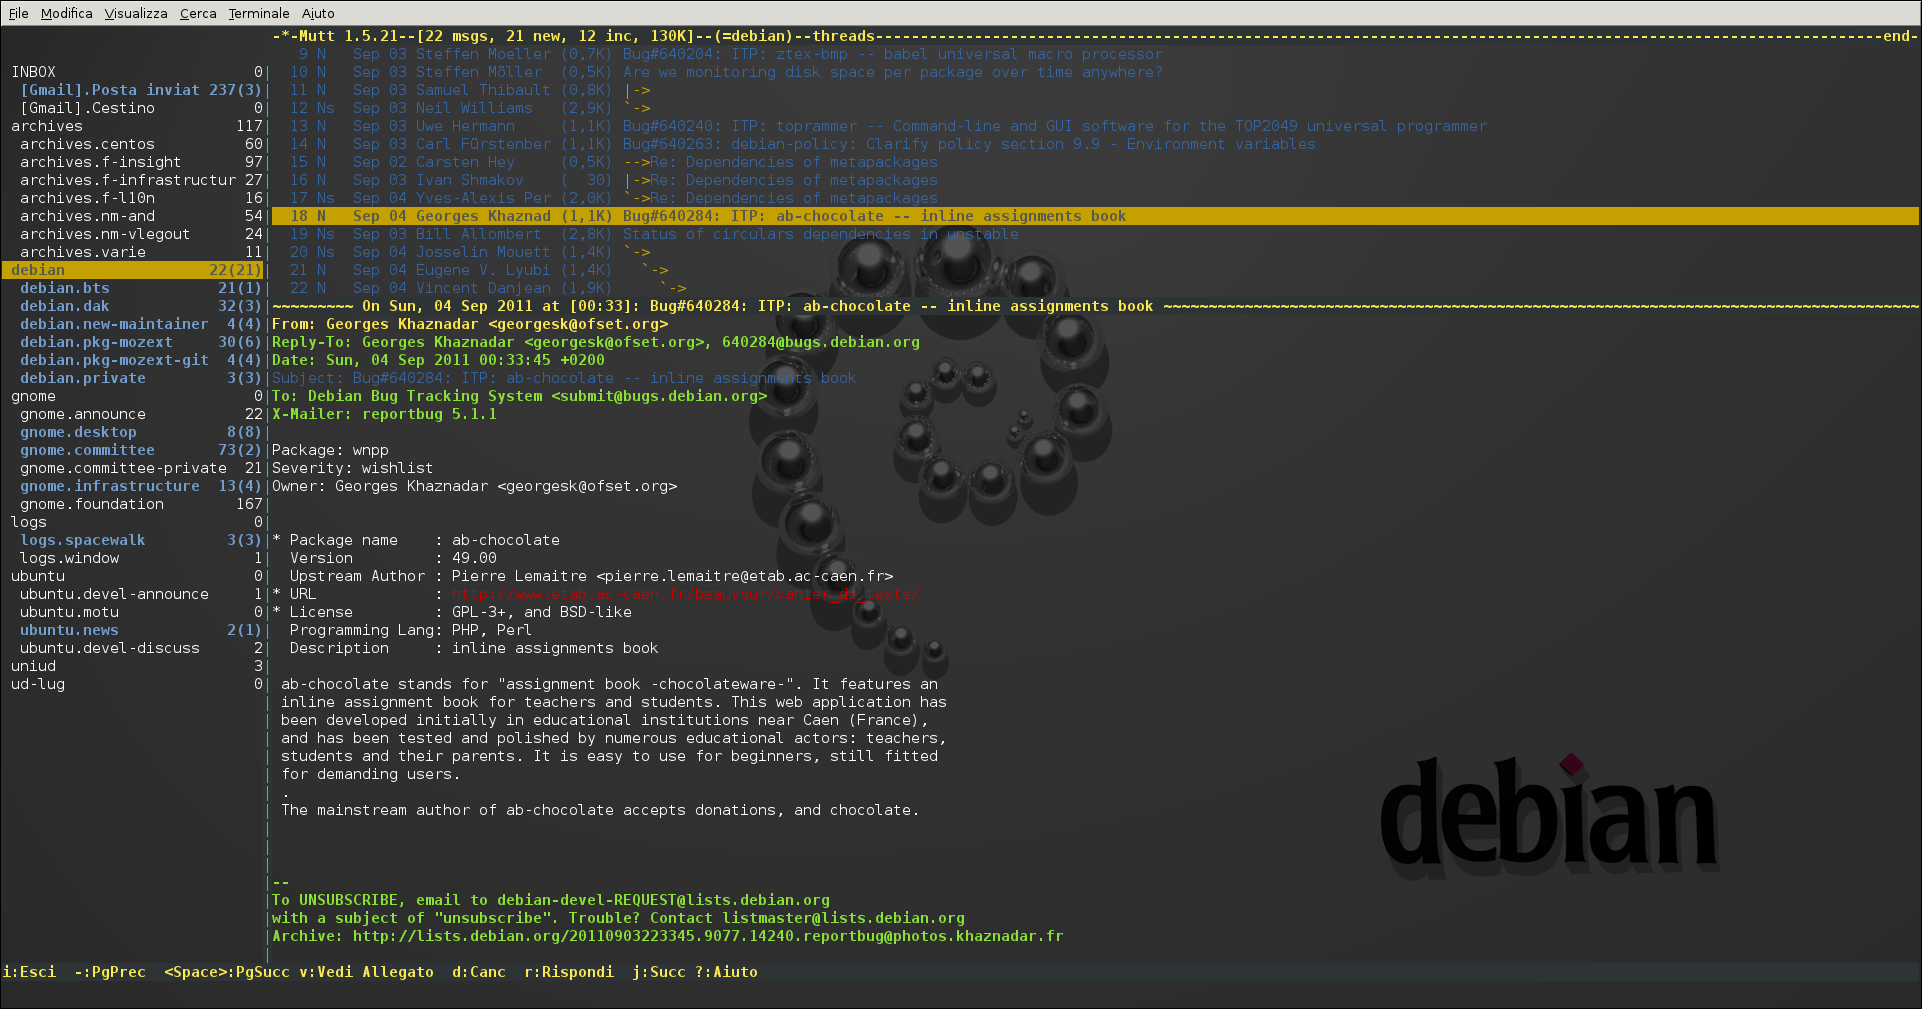 File Modifica Visualizza Cerca Terminale Aiuto
-*-Mutt 1.5.21--[22 msgs, 21 new, 12 inc, 130K]--(=debian)--threads----------------------------------------------------------------------------------------------------------------end-
9 N Sep 03 Steffen Moeller (0,7K) Bug#640204: ITP: ztex-bmp -- babel universal macro processor
INBOX 0| 10 N Sep 03 Steffen Möller (0,5K) Are we monitoring disk space per package over time anywhere?
[Gmail].Posta inviat 237(3)| 11 N Sep 03 Samuel Thibault (0,8K) |->
[Gmail].Cestino 0| 12 Ns Sep 03 Neil Williams (2,9K) `->
archives 117| 13 N Sep 03 Uwe Hermann (1,1K) Bug#640240: ITP: toprammer -- Command-line and GUI software for the TOP2049 universal programmer
archives.centos 60| 14 N Sep 03 Carl Fürstenber (1,1K) Bug#640263: debian-policy: Clarify policy section 9.9 - Environment variables
archives.f-insight 97| 15 N Sep 02 Carsten Hey (0,5K) -->Re: Dependencies of metapackages
archives.f-infrastructur 27| 16 N Sep 03 Ivan Shmakov ( 30) |->Re: Dependencies of metapackages
archives.f-l10n 16| 17 Ns Sep 04 Yves-Alexis Per (2,0K) `->Re: Dependencies of metapackages
archives.nm-and 54| 18 N Sep 04 Georges Khaznad (1,1K) Bug#640284: ITP: ab-chocolate -- inline assignments book
archives.nm-vlegout 24| 19 Ns Sep 03 Bill Allombert (2,8K) Status of circulars dependencies in unstable
archives.varie 11| 20 Ns Sep 04 Josselin Mouett (1,4K) `->
debian 22(21)| 21 N Sep 04 Eugene V. Lyubi (1,4K) `->
debian.bts 21(1)| 22 N Sep 04 Vincent Danjean (1,9K) `->
debian.dak 32(3)|~~~~~~~~~ On Sun, 04 Sep 2011 at [00:33]: Bug#640284: ITP: ab-chocolate -- inline assignments book ~~~~~~~~~~~~~~~~~~~~~~~~~~~~~~~~~~~~~~~~~~~~~~~~~~~~~~~~~~~~~~~~~~~~~~~~~~~~~~~~~~~~
debian.new-maintainer 4(4)|From: Georges Khaznadar <georgesk@ofset.org>
debian.pkg-mozext 30(6)|Reply-To: Georges Khaznadar <georgesk@ofset.org>, 640284@bugs.debian.org
debian.pkg-mozext-git 4(4)|Date: Sun, 04 Sep 2011 00:33:45 +0200
debian.private 3(3)|Subject: Bug#640284: ITP: ab-chocolate -- inline assignments book
gnome 0|To: Debian Bug Tracking System <submit@bugs.debian.org>
gnome.announce 22|X-Mailer: reportbug 5.1.1
gnome.desktop 8(8)|
gnome.committee 73(2)|Package: wnpp
gnome.committee-private 21|Severity: wishlist
gnome.infrastructure 13(4)|Owner: Georges Khaznadar <georgesk@ofset.org>
gnome.foundation 167|
logs 0|
logs.spacewalk 3(3)|* Package name : ab-chocolate
logs.window 1| Version : 49.00
ubuntu 0| Upstream Author : Pierre Lemaitre <pierre.lemaitre@etab.ac-caen.fr>
ubuntu.devel-announce 1|* URL : http://www.etab.ac-caen.fr/bsauveur/cahier_de_texte/
ubuntu.motu 0|* License : GPL-3+, and BSD-like
ubuntu.news 2(1)| Programming Lang: PHP, Perl
ubuntu.devel-discuss 2| Description : inline assignments book
uniud 3|
ud-lug 0| ab-chocolate stands for "assignment book -chocolateware-". It features an
| inline assignment book for teachers and students. This web application has
| been developed initially in educational institutions near Caen (France),
| and has been tested and polished by numerous educational actors: teachers,
| students and their parents. It is easy to use for beginners, still fitted
| for demanding users.
| .
| The mainstream author of ab-chocolate accepts donations, and chocolate.
|--
|To UNSUBSCRIBE, email to debian-devel-REQUEST@lists.debian.org
|with a subject of "unsubscribe". Trouble? Contact listmaster@lists.debian.org
|Archive: http://lists.debian.org/20110903223345.9077.14240.reportbug@photos.khaznadar.fr
i:Esci -:PgPrec <Space>:PgSucc v:Vedi Allegato d:Canc r:Rispondi j:Succ ?:Aiuto
debian